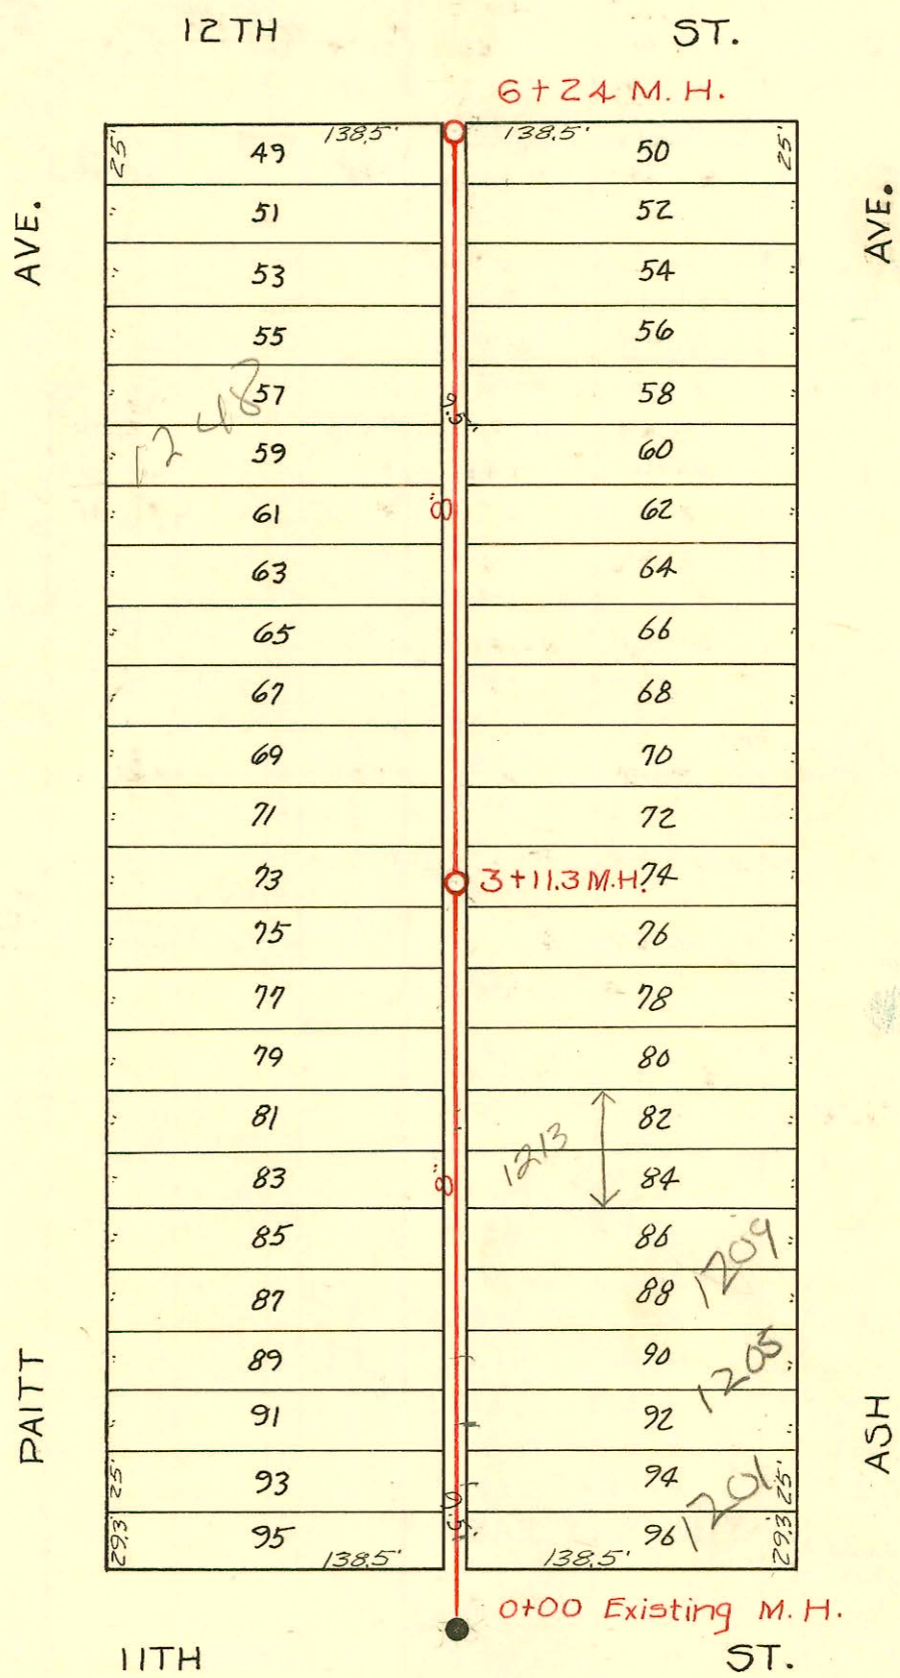 12TH ST.
6+24 M. H.
AVE.
AVE.
25' 49 138.5' 138.5' 50 25'
" 51 52 "
" 53 54 "
" 55 56 "
" 57 58 "
1248
" 59 60 "
" 61 8" 62 "
" 63 64 "
" 65 66 "
" 67 68 "
" 69 70 "
" 71 72 "
" 73 3+11.3 M.H. 74 "
" 75 76 "
" 77 78 "
" 79 80 "
" 81 82 "
1213
" 83 8" 84 "
" 85 86 "
1209
" 87 88 "
" 89 90 "
1205
" 91 92 "
25' 93 94 25'
1201
29.3' 95 138.5' 138.5' 96 29.3'
PAITT
ASH
0+00 Existing M. H.
11TH ST.